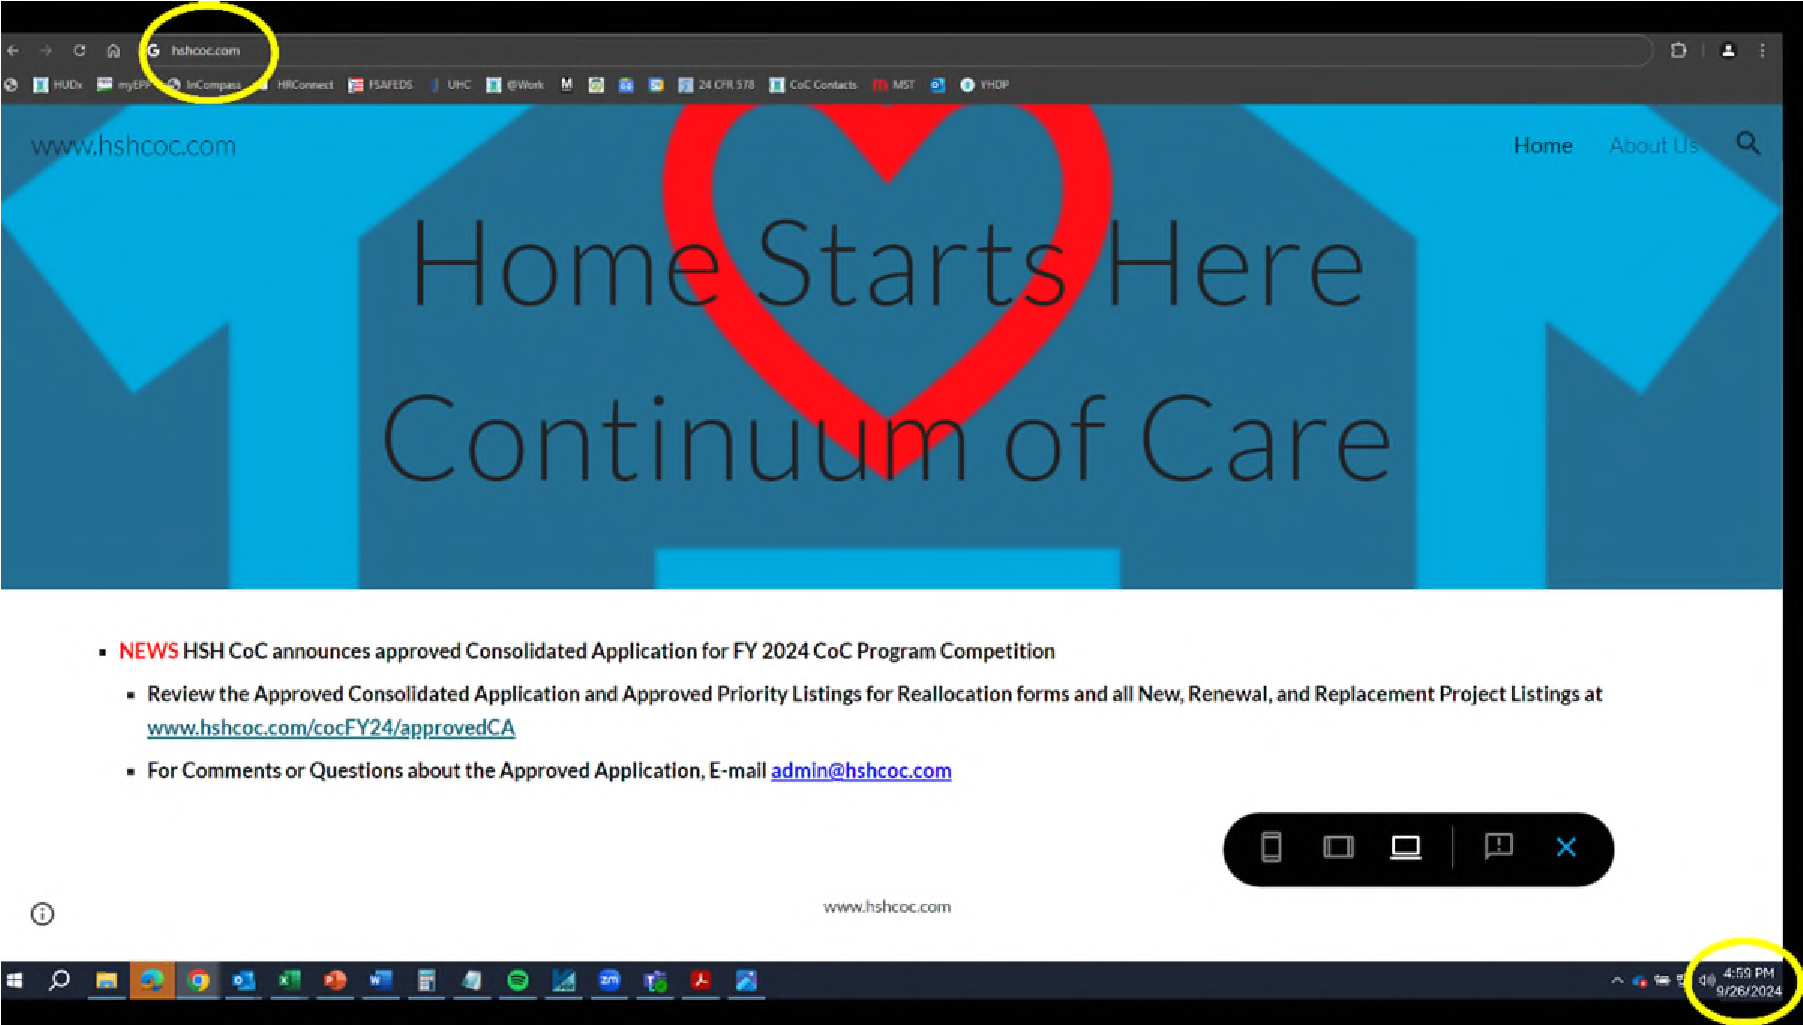 hshcoc.com
HUDx myEPP InCompass HRConnect FSAFEDS UHC @Work M 24 CFR 578 CoC Contacts MST YHDP
www.hshcoc.com Home About Us
Home Starts Here
Continuum of Care
▪ NEWS HSH CoC announces approved Consolidated Application for FY 2024 CoC Program Competition
▪ Review the Approved Consolidated Application and Approved Priority Listings for Reallocation forms and all New, Renewal, and Replacement Project Listings at
www.hshcoc.com/cocFY24/approvedCA
▪ For Comments or Questions about the Approved Application, E-mail admin@hshcoc.com
www.hshcoc.com
zm
4:59 PM
9/26/2024